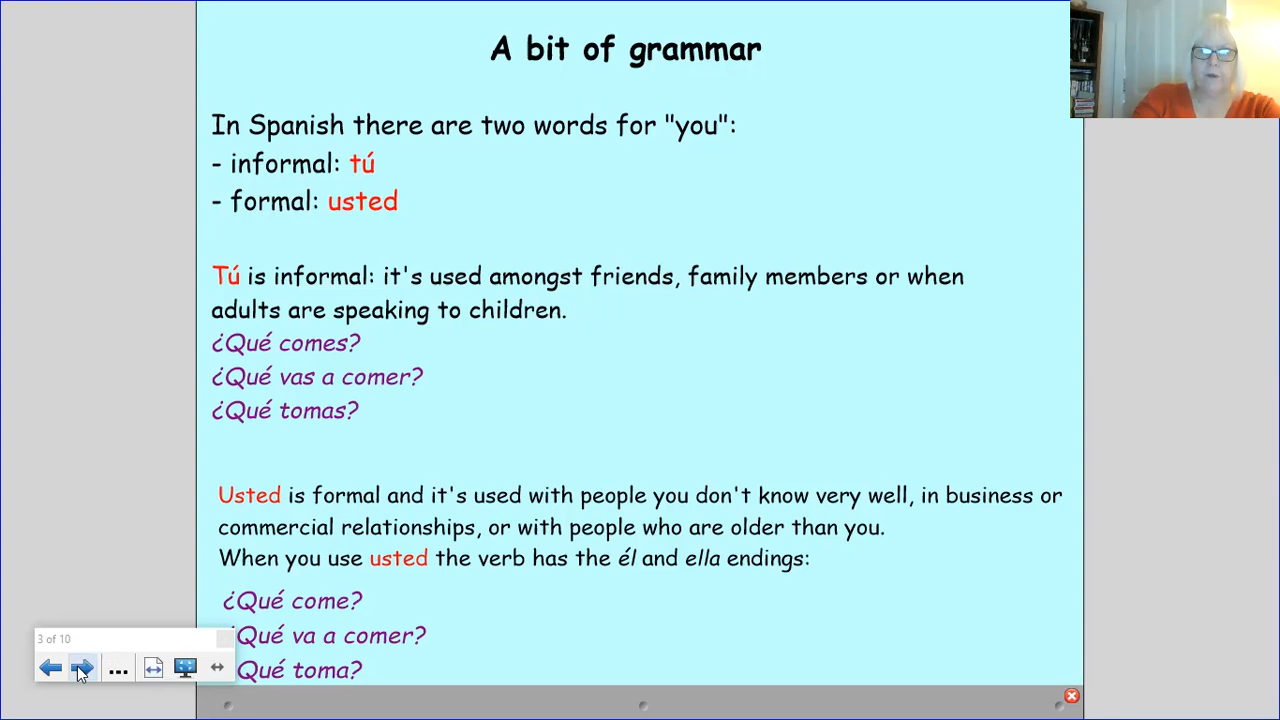 A bit of grammar
In Spanish there are two words for "you":
- informal: tú
- formal: usted
Tú is informal: it's used amongst friends, family members or when
adults are speaking to children.
¿Qué comes?
¿Qué vas a comer?
¿Qué tomas?
Usted is formal and it's used with people you don't know very well, in business or
commercial relationships, or with people who are older than you.
When you use usted the verb has the él and ella endings:
¿Qué come?
¿Qué va a comer?
Qué toma?
3 of 10
...